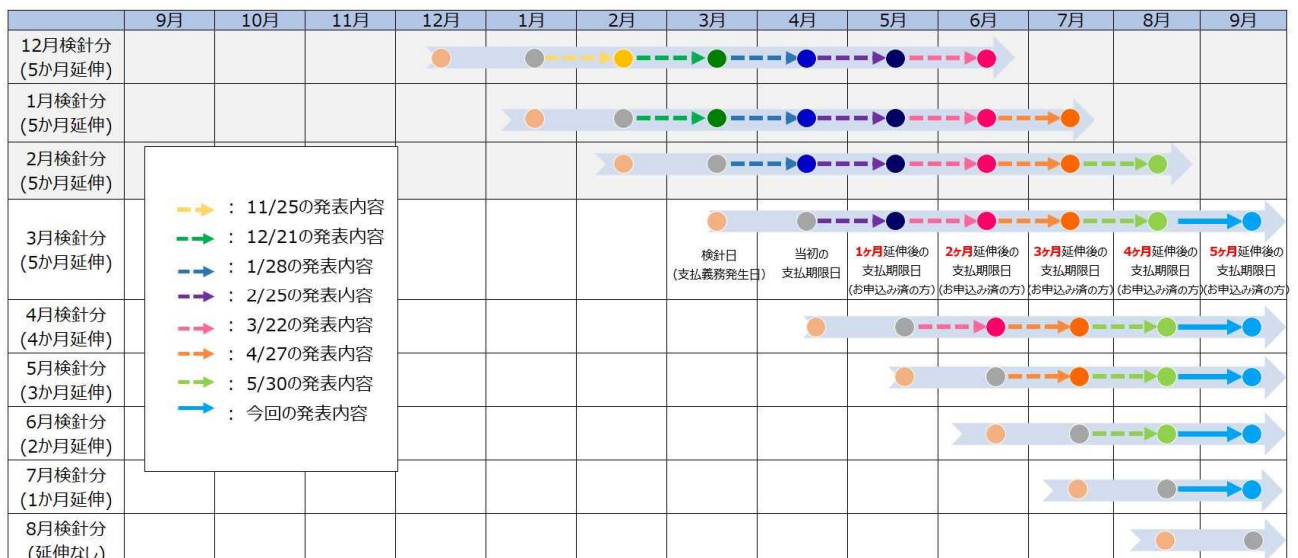 9月 10月 11月 12月 1月 2月 3月 4月 5月 6月 7月 8月 9月
12月検針分
(5か月延伸)
1月検針分
(5か月延伸)
2月検針分
(5か月延伸)
: 11/25の発表内容
: 12/21の発表内容
: 1/28の発表内容
: 2/25の発表内容
: 3/22の発表内容
: 4/27の発表内容
: 5/30の発表内容
: 今回の発表内容
3月検針分
(5か月延伸)
検針日
(支払義務発生日)
当初の
支払期限日
1ヶ月延伸後の
支払期限日
(お申込み済の方)
2ヶ月延伸後の
支払期限日
(お申込み済の方)
3ヶ月延伸後の
支払期限日
(お申込み済の方)
4ヶ月延伸後の
支払期限日
(お申込み済の方)
5ヶ月延伸後の
支払期限日
(お申込み済の方)
4月検針分
(4か月延伸)
5月検針分
(3か月延伸)
6月検針分
(2か月延伸)
7月検針分
(1か月延伸)
8月検針分
(延伸なし)